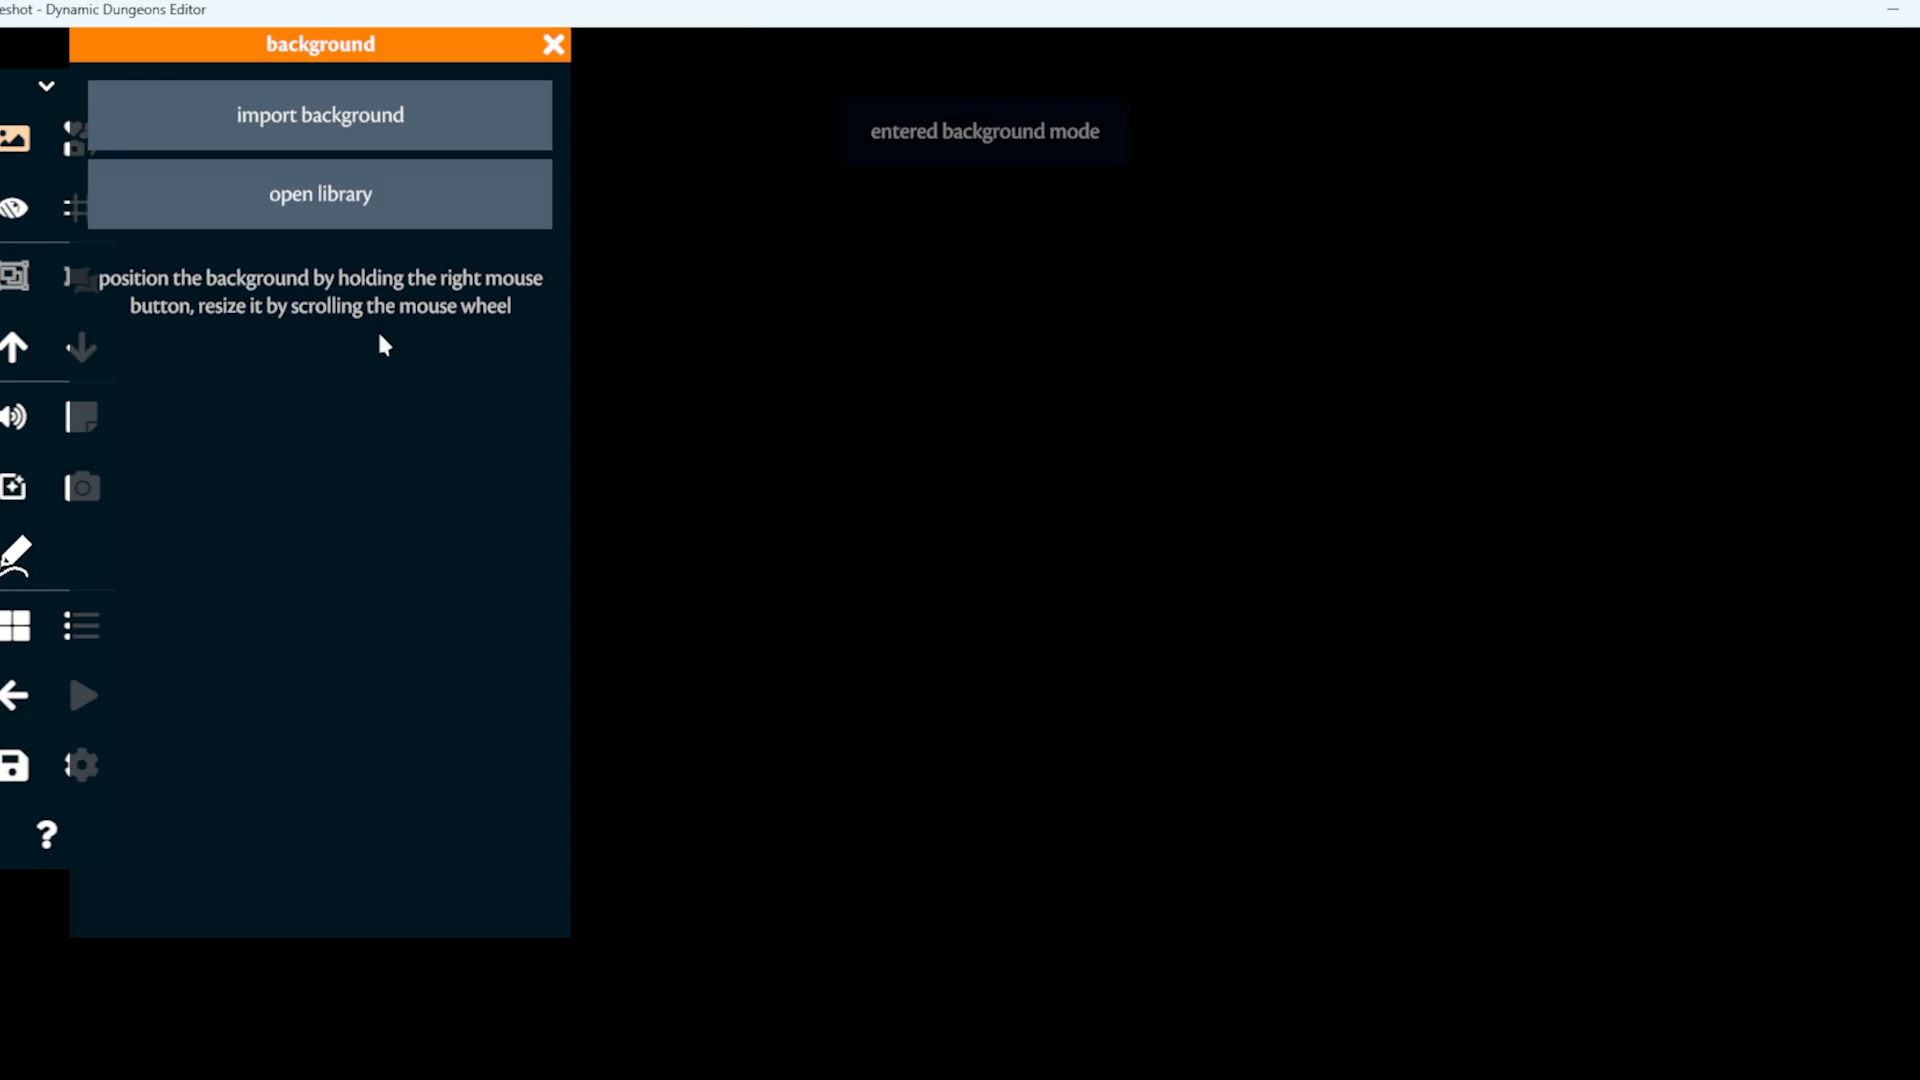 eshot - Dynamic Dungeons Editor
background
import background
entered background mode
open library
position the background by holding the right mouse
button, resize it by scrolling the mouse wheel
?